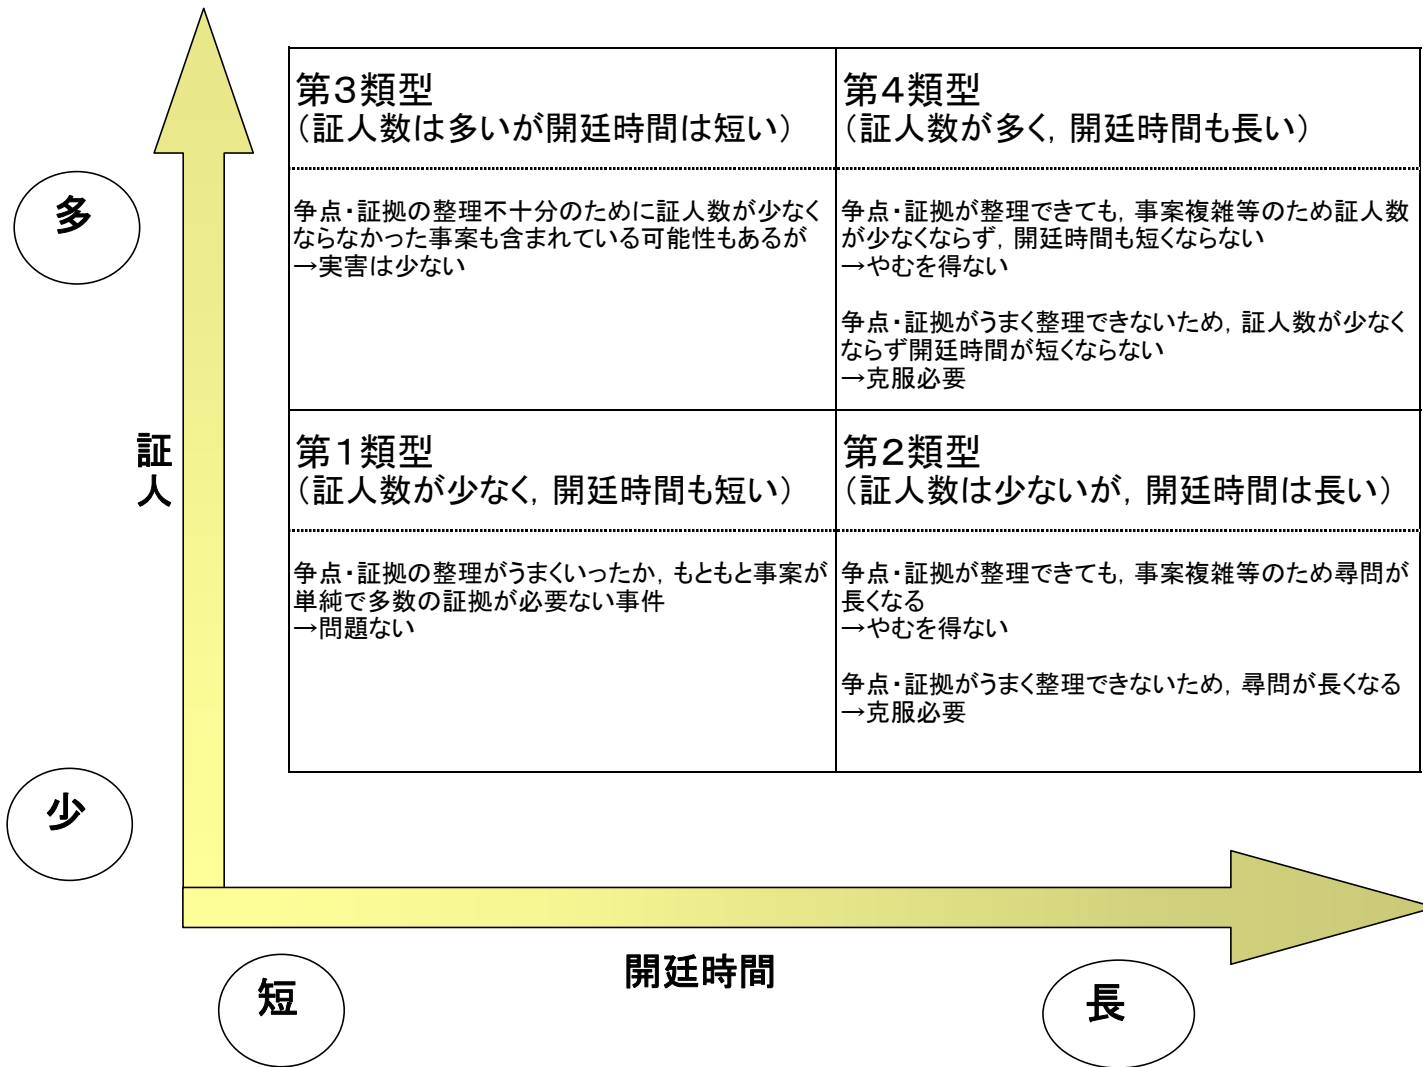 第３類型
（証人数は多いが開廷時間は短い）
争点・証拠の整理不十分のために証人数が少なく
ならなかった事案も含まれている可能性もあるが
→実害は少ない
第４類型
（証人数が多く，開廷時間も長い）
争点・証拠が整理できても，事案複雑等のため証人数
が少なくならず，開廷時間も短くならない
→やむを得ない
争点・証拠がうまく整理できないため，証人数が少なく
ならず開廷時間が短くならない
→克服必要
多
証
人
第１類型
（証人数が少なく，開廷時間も短い）
争点・証拠の整理がうまくいったか，もともと事案が
単純で多数の証拠が必要ない事件
→問題ない
第２類型
（証人数は少ないが，開廷時間は長い）
争点・証拠が整理できても，事案複雑等のため尋問が
長くなる
→やむを得ない
争点・証拠がうまく整理できないため，尋問が長くなる
→克服必要
少
短
開廷時間
長